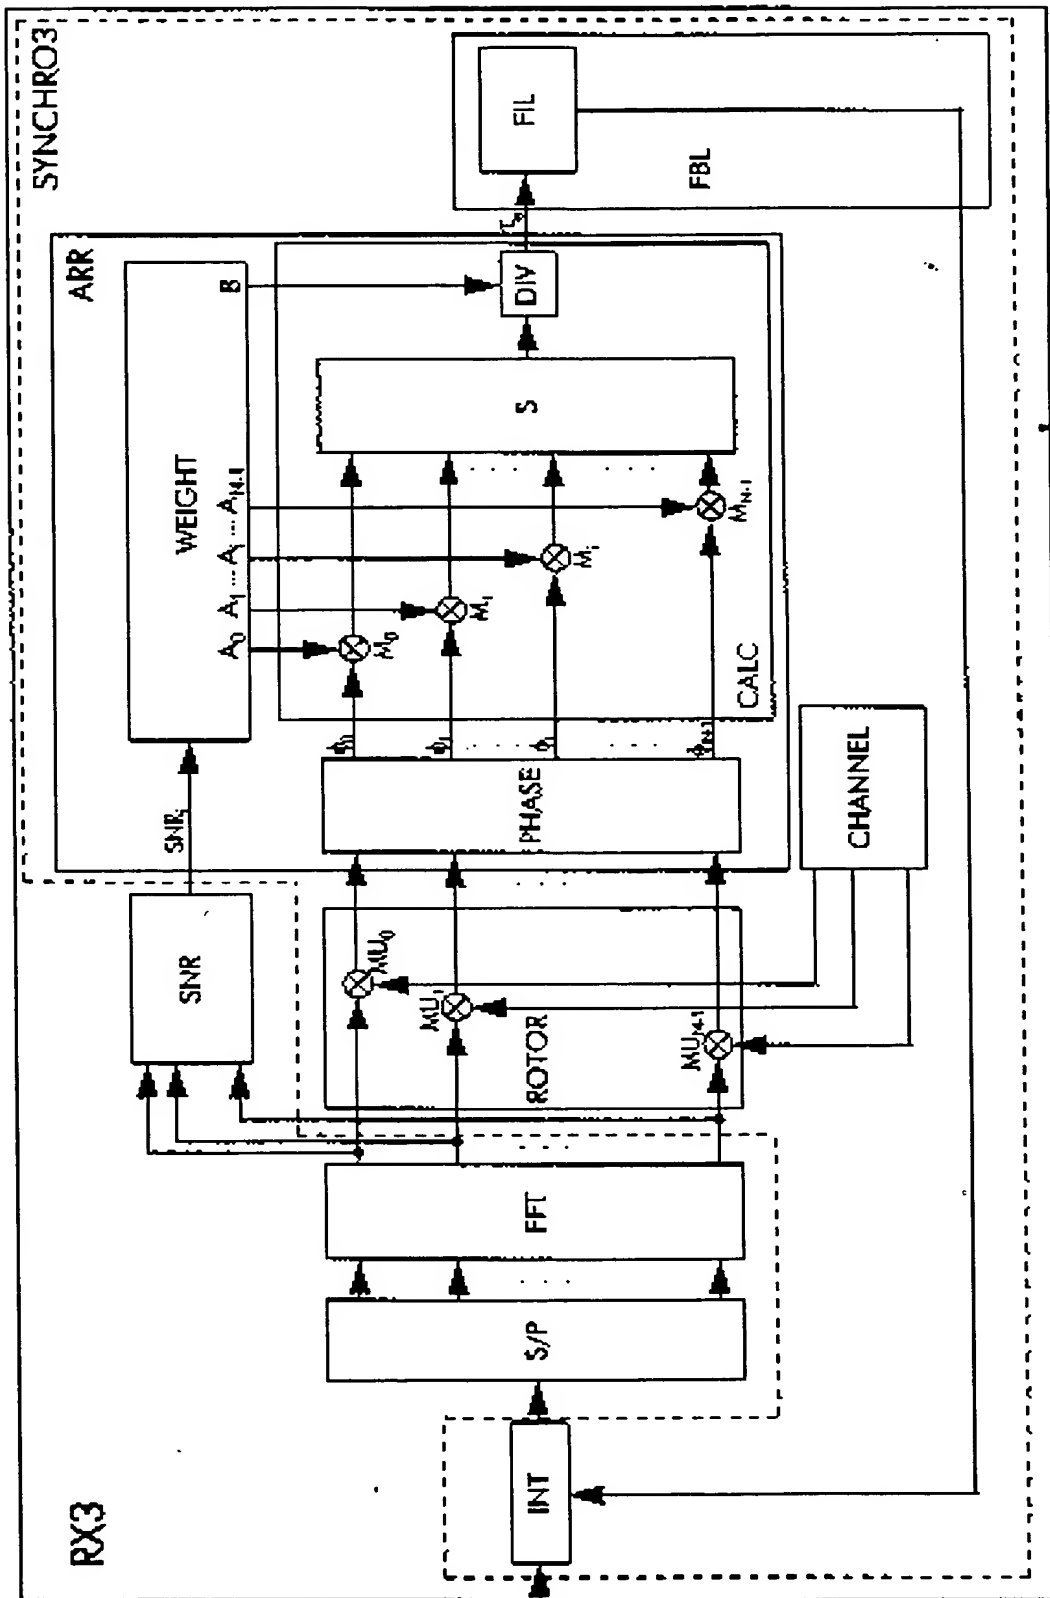 RX3
SYNCHRO3
ARR
WEIGHT
A0 A1 ... Ai ... AN-1 B
SNR
SNRi
INT
S/P
FFT
ROTOR
MU0
MU1
MUN-1
PHASE
ϕ0
ϕ1
ϕi
ϕN-1
CALC
M0
M1
Mi
MN-1
S
DIV
FIL
FBL
CHANNEL